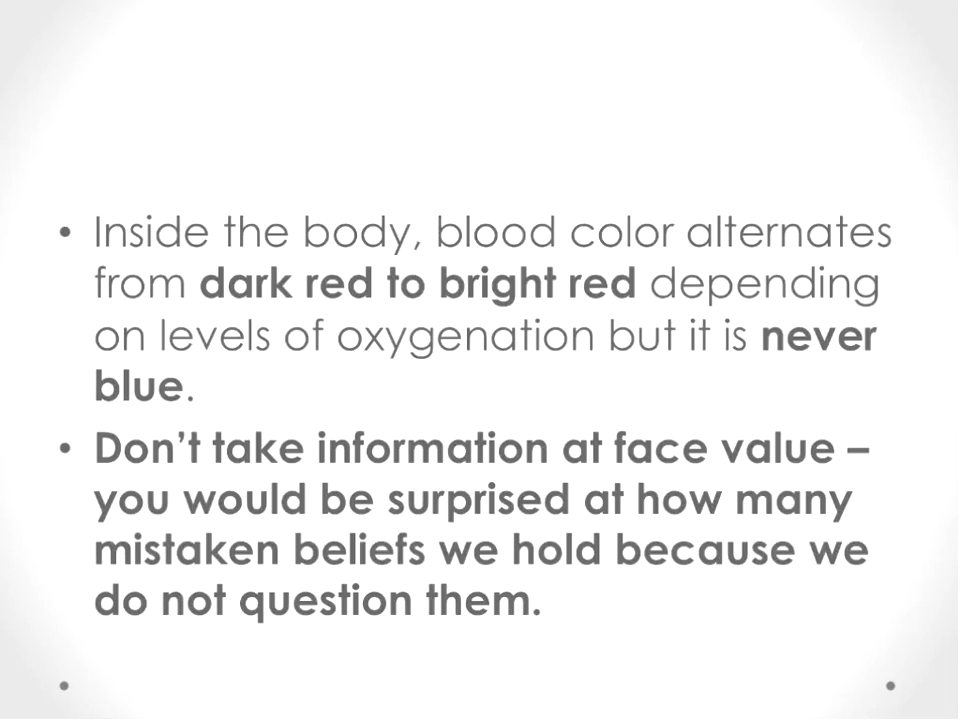 • Inside the body, blood color alternates
from dark red to bright red depending
on levels of oxygenation but it is never
blue.
• Don’t take information at face value –
you would be surprised at how many
mistaken beliefs we hold because we
do not question them.